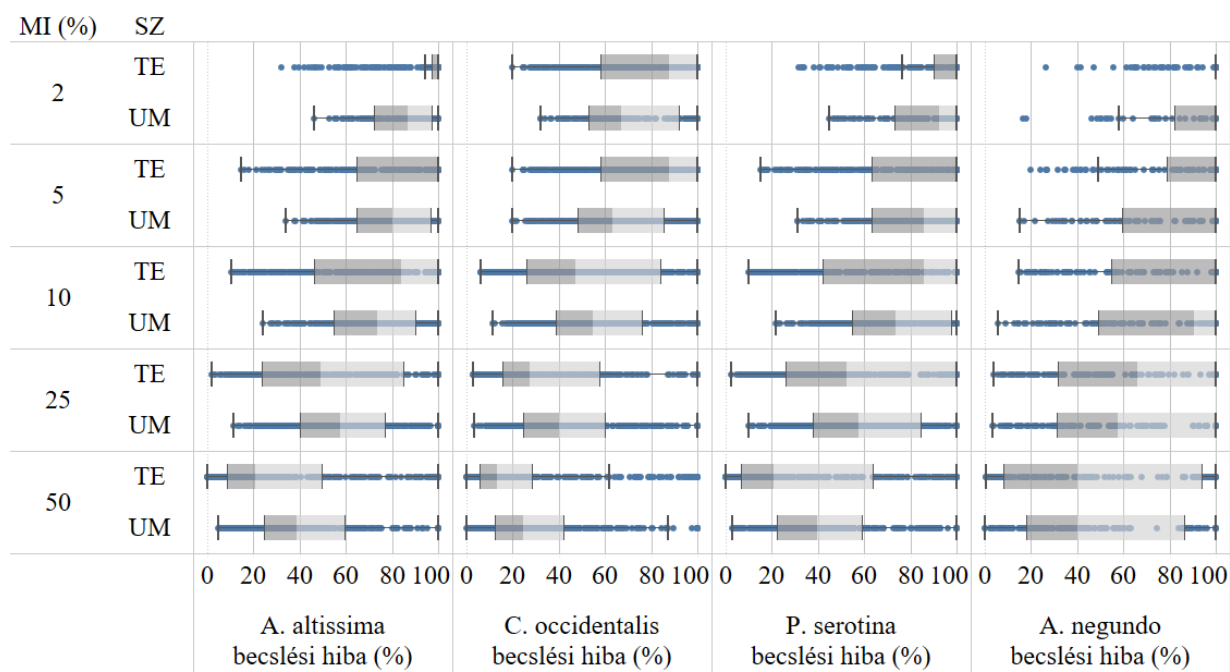 MI (%) SZ
2 TE
UM
5 TE
UM
10 TE
UM
25 TE
UM
50 TE
UM
0 20 40 60 80 100 0 20 40 60 80 100 0 20 40 60 80 100 0 20 40 60 80 100
A. altissima C. occidentalis P. serotina A. negundo
becslési hiba (%) becslési hiba (%) becslési hiba (%) becslési hiba (%)